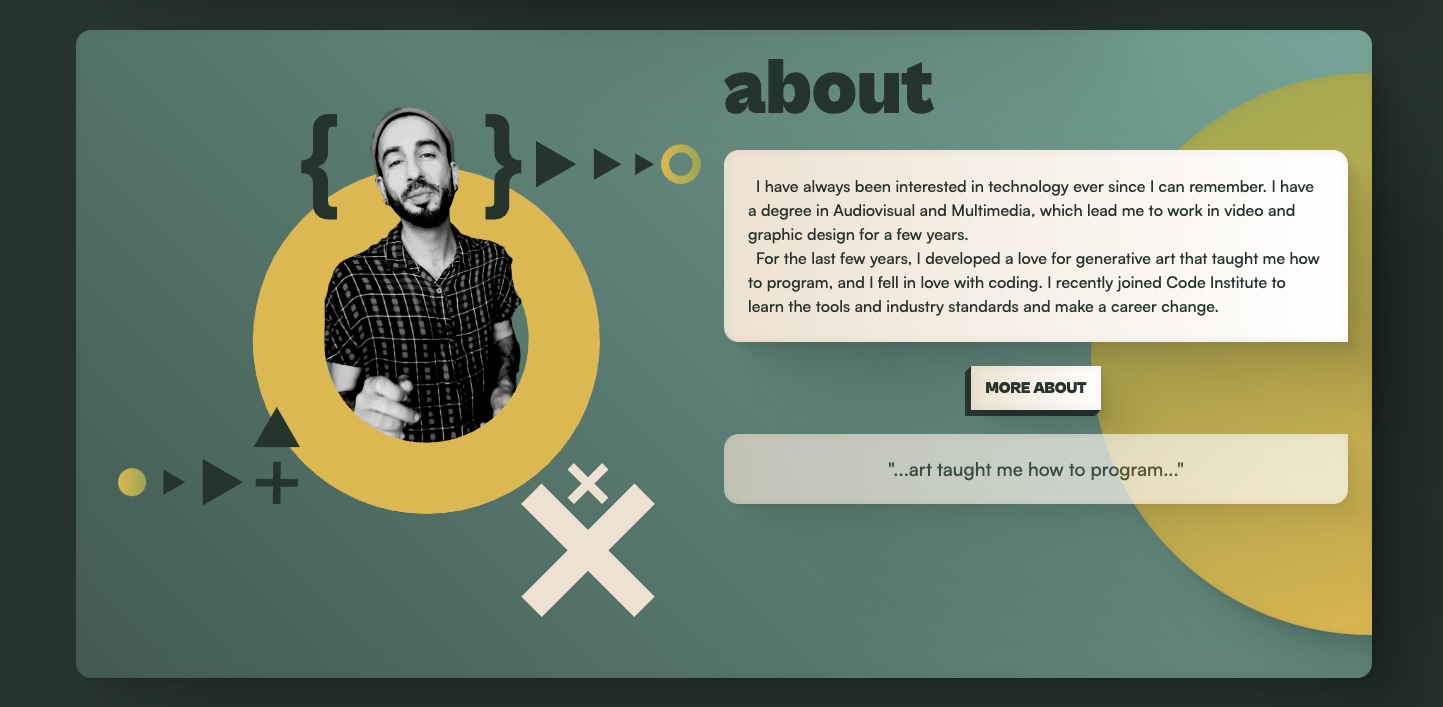 about
{ }
I have always been interested in technology ever since I can remember. I have
a degree in Audiovisual and Multimedia, which lead me to work in video and
graphic design for a few years.
For the last few years, I developed a love for generative art that taught me how
to program, and I fell in love with coding. I recently joined Code Institute to
learn the tools and industry standards and make a career change.
MORE ABOUT
"...art taught me how to program..."